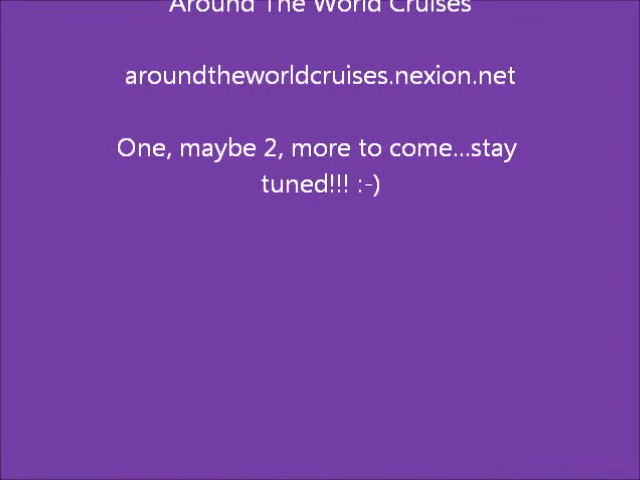 Around The World Cruises
aroundtheworldcruises.nexion.net
One, maybe 2, more to come...stay
tuned!!! :-)